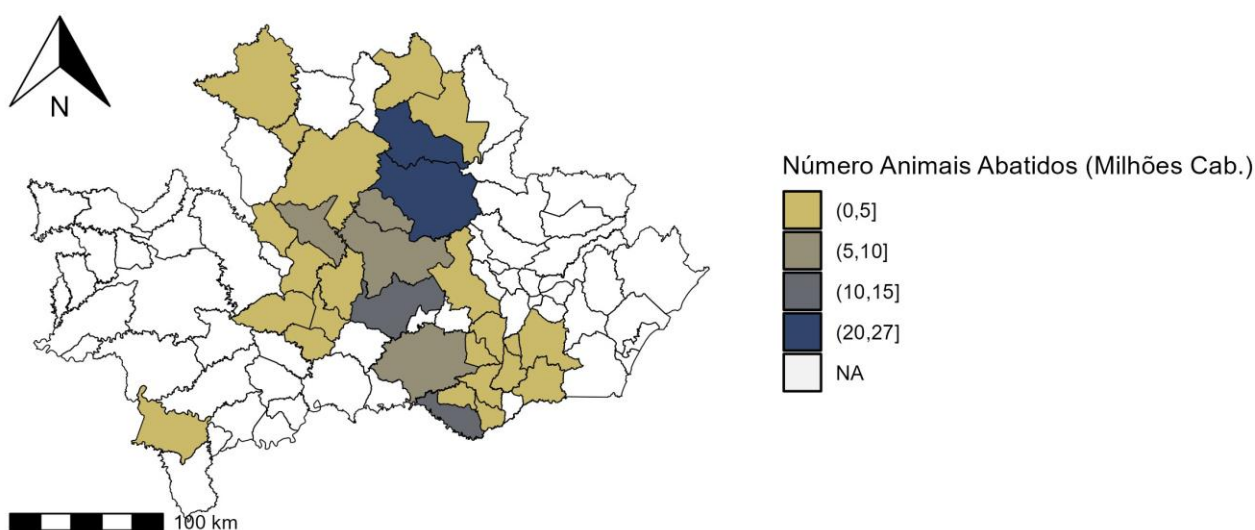 N
Número Animais Abatidos (Milhões Cab.)
(0,5]
(5,10]
(10,15]
(20,27]
NA
100 km